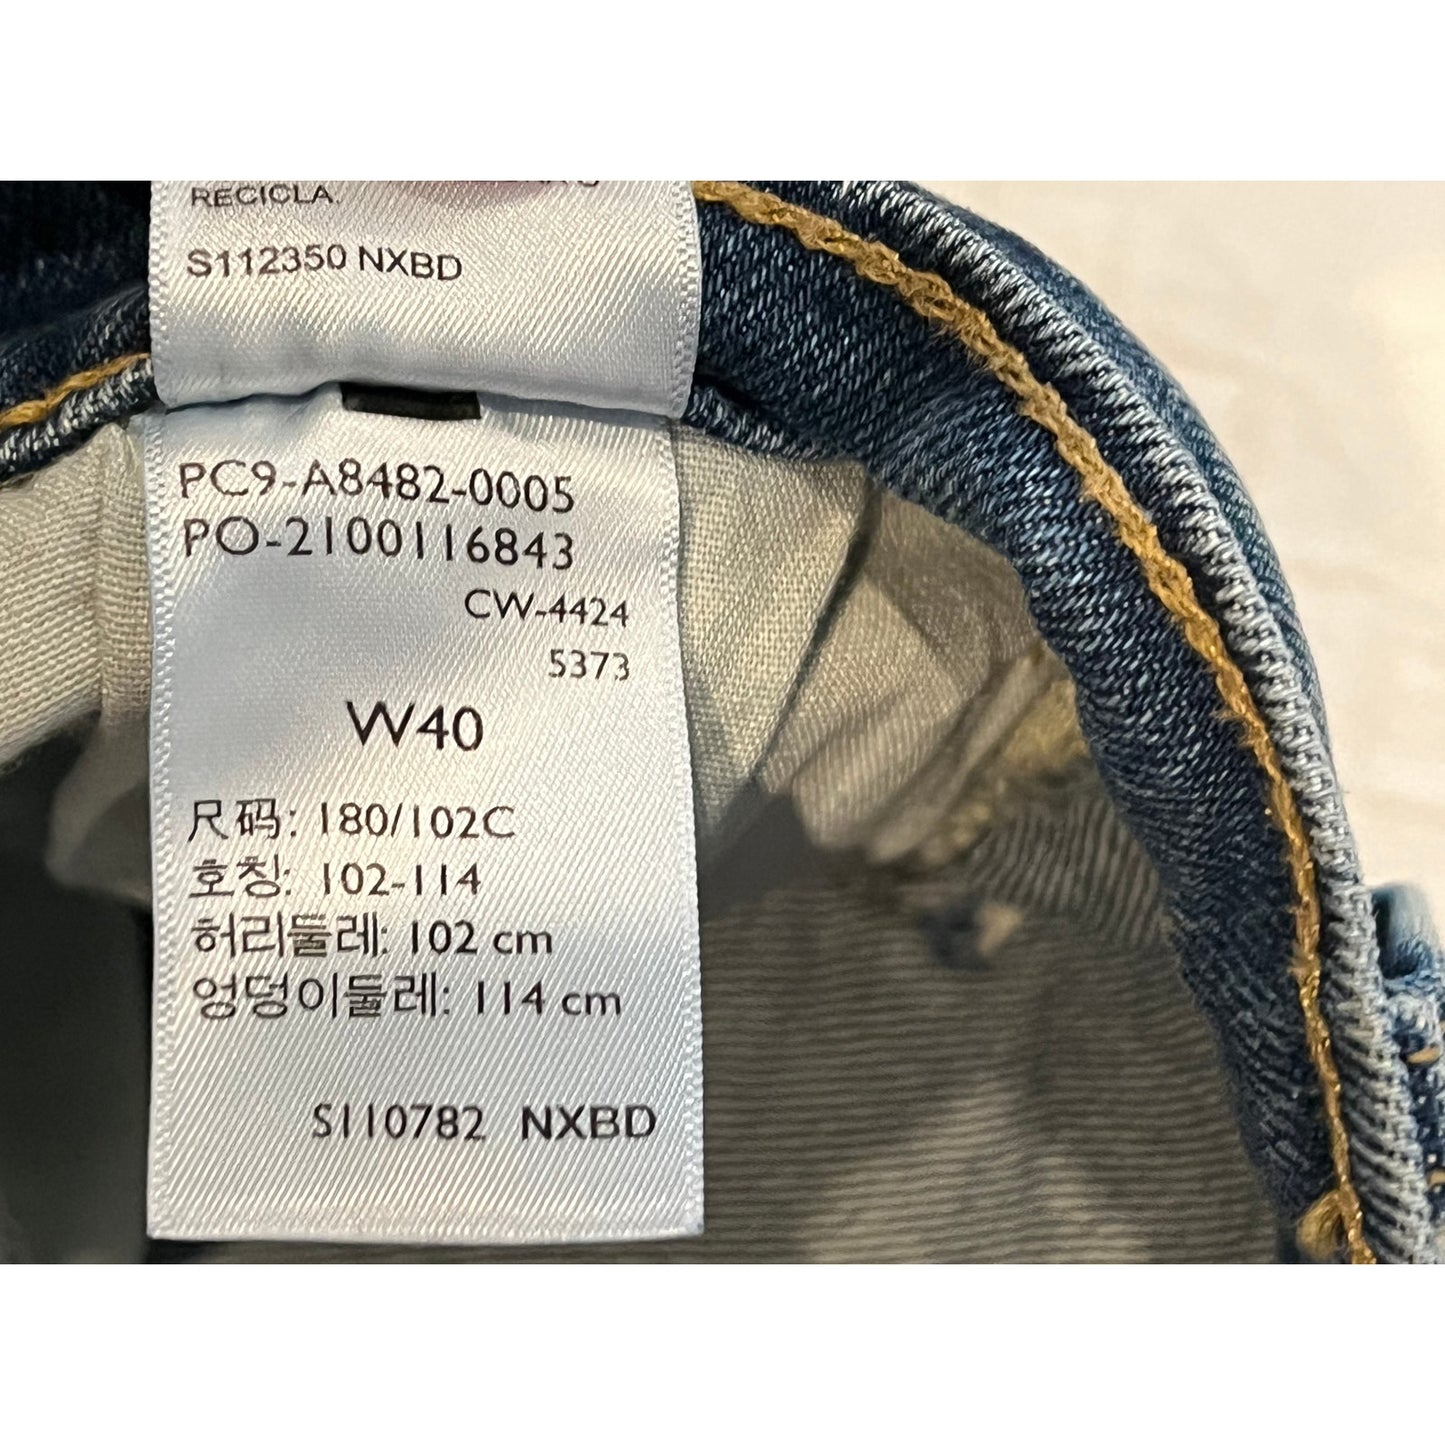 RECICLA.
S112350 NXBD
PC9-A8482-0005
PO-2100116843
CW-4424
5373
W40
尺码: 180/102C
호칭: 102-114
허리둘레: 102 cm
엉덩이둘레: 114 cm
S110782 NXBD